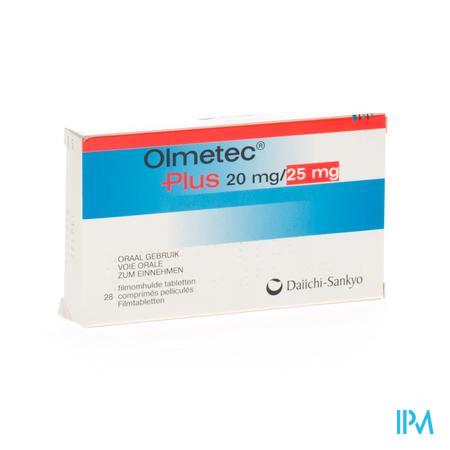 Olmetec®
Plus 20 mg/25 mg
ORAAL GEBRUIK
VOIE ORALE
ZUM EINNEHMEN
filmomhulde tabletten
28 comprimés pelliculés
Filmtabletten
Daiichi-Sankyo
IPM